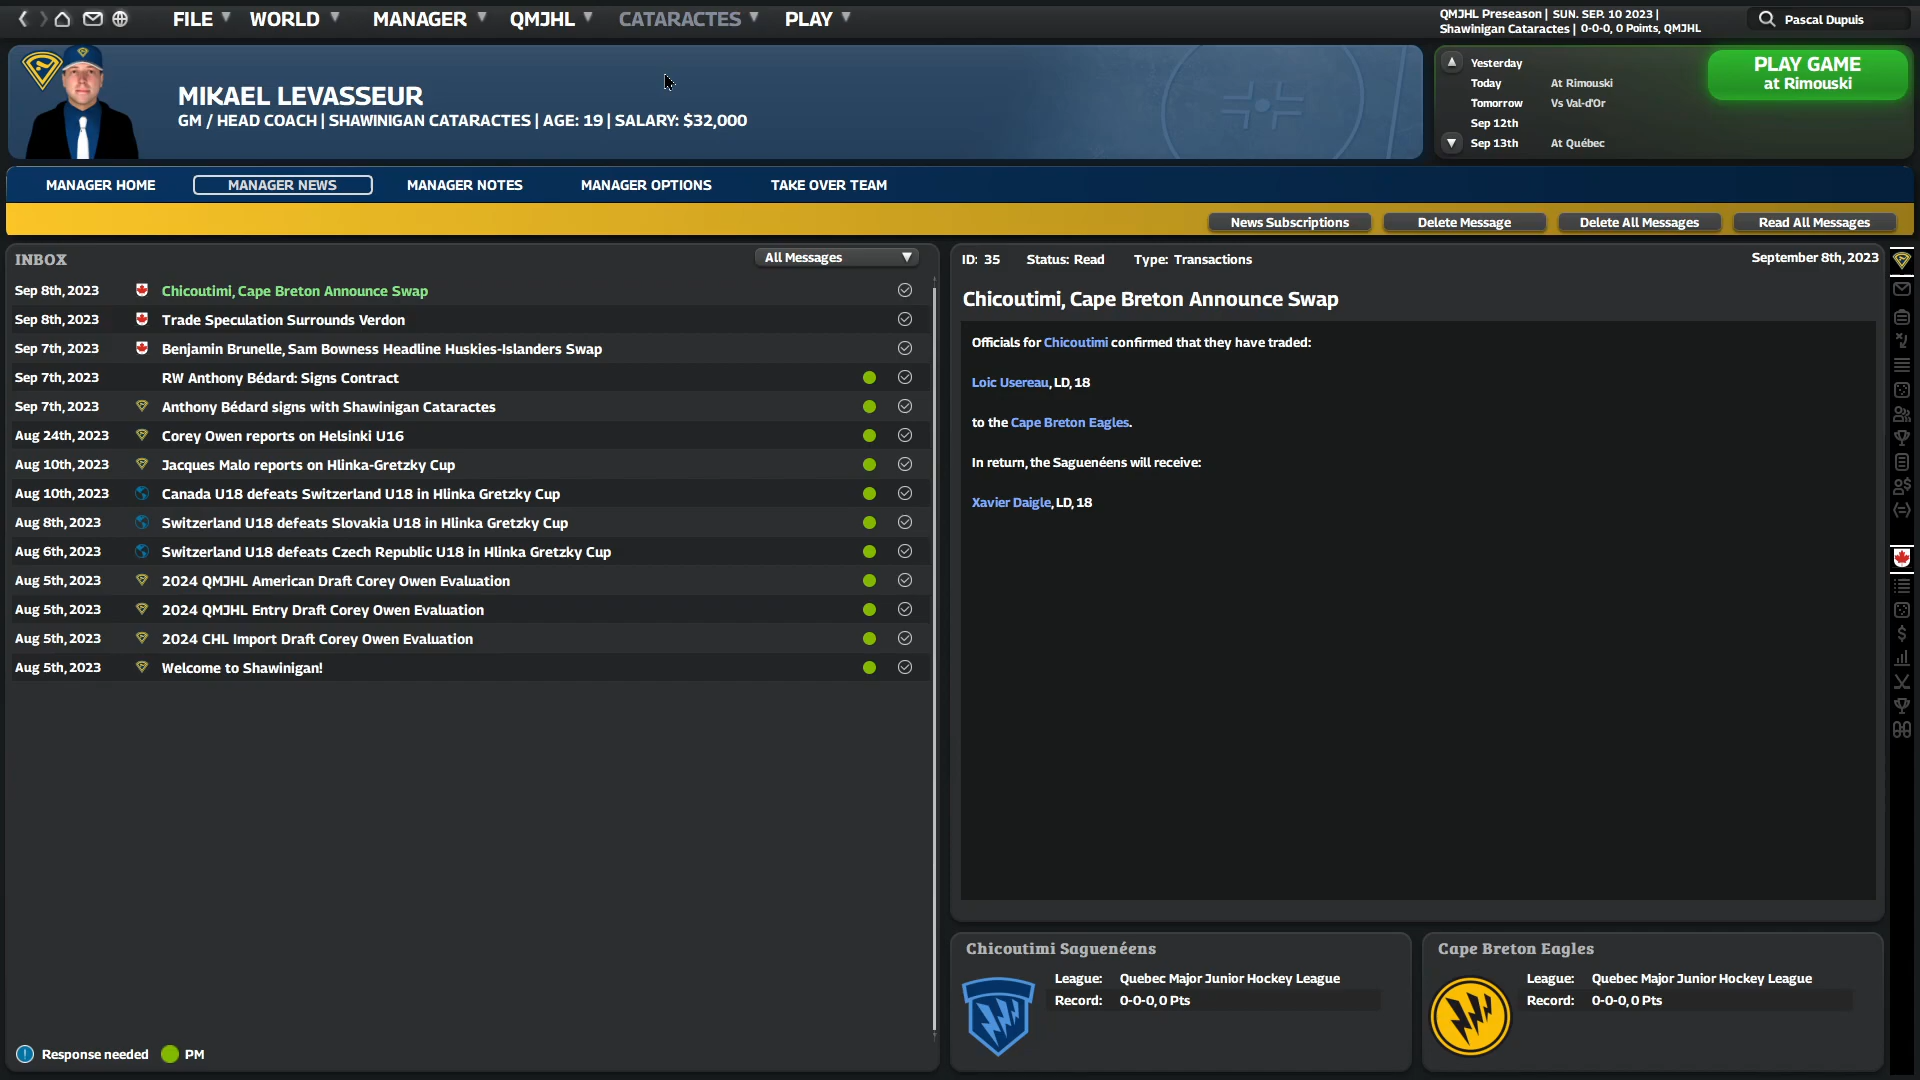 FILE WORLD MANAGER QMJHL CATARACTES PLAY
QMJHL Preseason | SUN. SEP. 10 2023 |
Shawinigan Cataractes | 0-0-0, 0 Points, QMJHL
Pascal Dupuis
MIKAEL LEVASSEUR
GM / HEAD COACH | SHAWINIGAN CATARACTES | AGE: 19 | SALARY: $32,000
Yesterday
Today At Rimouski
Tomorrow Vs Val-d'Or
Sep 12th
Sep 13th At Québec
PLAY GAME
at Rimouski
MANAGER HOME MANAGER NEWS MANAGER NOTES MANAGER OPTIONS TAKE OVER TEAM
News Subscriptions Delete Message Delete All Messages Read All Messages
INBOX All Messages
Sep 8th, 2023 Chicoutimi, Cape Breton Announce Swap
Sep 8th, 2023 Trade Speculation Surrounds Verdon
Sep 7th, 2023 Benjamin Brunelle, Sam Bowness Headline Huskies-Islanders Swap
Sep 7th, 2023 RW Anthony Bédard: Signs Contract
Sep 7th, 2023 Anthony Bédard signs with Shawinigan Cataractes
Aug 24th, 2023 Corey Owen reports on Helsinki U16
Aug 10th, 2023 Jacques Malo reports on Hlinka-Gretzky Cup
Aug 10th, 2023 Canada U18 defeats Switzerland U18 in Hlinka Gretzky Cup
Aug 8th, 2023 Switzerland U18 defeats Slovakia U18 in Hlinka Gretzky Cup
Aug 6th, 2023 Switzerland U18 defeats Czech Republic U18 in Hlinka Gretzky Cup
Aug 5th, 2023 2024 QMJHL American Draft Corey Owen Evaluation
Aug 5th, 2023 2024 QMJHL Entry Draft Corey Owen Evaluation
Aug 5th, 2023 2024 CHL Import Draft Corey Owen Evaluation
Aug 5th, 2023 Welcome to Shawinigan!
Response needed PM
ID: 35 Status: Read Type: Transactions September 8th, 2023
Chicoutimi, Cape Breton Announce Swap
Officials for Chicoutimi confirmed that they have traded:
Loic Usereau, LD, 18
to the Cape Breton Eagles.
In return, the Saguenéens will receive:
Xavier Daigle, LD, 18
Chicoutimi Saguenéens
League: Quebec Major Junior Hockey League
Record: 0-0-0, 0 Pts
Cape Breton Eagles
League: Quebec Major Junior Hockey League
Record: 0-0-0, 0 Pts